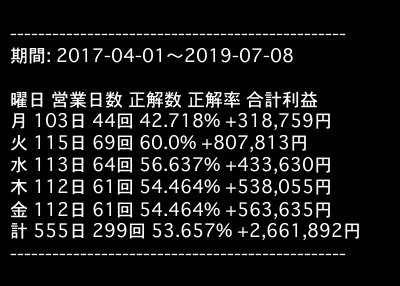 ------------------------------------------------
期間: 2017-04-01〜2019-07-08
曜日 営業日数 正解数 正解率 合計利益
月 103日 44回 42.718% +318,759円
火 115日 69回 60.0% +807,813円
水 113日 64回 56.637% +433,630円
木 112日 61回 54.464% +538,055円
金 112日 61回 54.464% +563,635円
計 555日 299回 53.657% +2,661,892円
------------------------------------------------